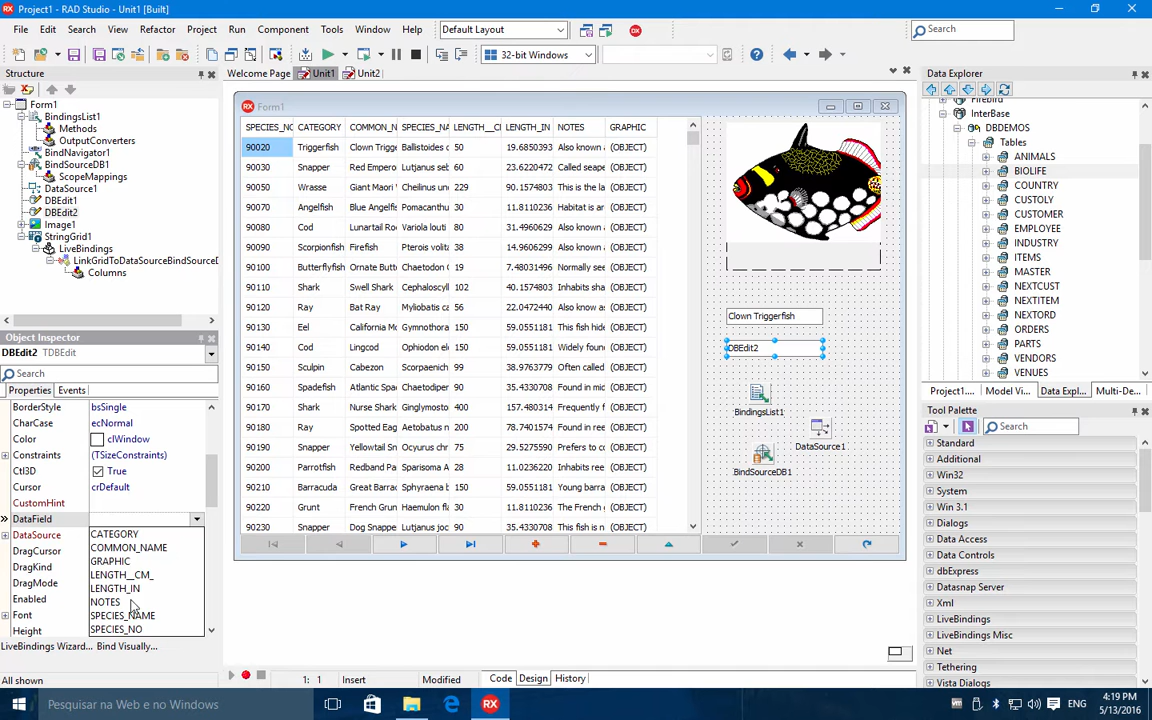 Project1 - RAD Studio - Unit1 [Built]
File Edit Search View Refactor Project Run Component Tools Window Help
Default Layout
Search
32-bit Windows
Structure
Form1
BindingsList1
Methods
OutputConverters
BindNavigator1
BindSourceDB1
ScopeMappings
DataSource1
DBEdit1
DBEdit2
Image1
StringGrid1
LiveBindings
LinkGridToDataSourceBindSourceD
Columns
Object Inspector
DBEdit2 TDBEdit
Search
Properties Events
BorderStyle bsSingle
CharCase ecNormal
Color clWindow
Constraints (TSizeConstraints)
Ctl3D True
Cursor crDefault
CustomHint
DataField
DataSource
DragCursor
DragKind
DragMode
Enabled
Font
Height
CATEGORY
COMMON_NAME
GRAPHIC
LENGTH__CM_
LENGTH_IN
NOTES
SPECIES_NAME
SPECIES_NO
LiveBindings Wizard... Bind Visually...
All shown
Welcome Page Unit1 Unit2
Form1
SPECIES_NO CATEGORY COMMON_N SPECIES_NA LENGTH__CI LENGTH_IN NOTES GRAPHIC
90020 Triggerfish Clown Trigge Ballistoides c 50 19.6850393 Also known (OBJECT)
90030 Snapper Red Empero Lutjanus seb 60 23.6220472 Called seape (OBJECT)
90050 Wrasse Giant Maori Cheilinus unc 229 90.1574803 This is the la (OBJECT)
90070 Angelfish Blue Angelfis Pomacanthu 30 11.8110236 Habitat is ar (OBJECT)
90080 Cod Lunartail Ro Variola louti 80 31.4960629 (OBJECT)
90090 Scorpionfish Firefish Pterois volita 38 14.9606299 (OBJECT)
90100 Butterflyfish Ornate Butt Chaetodon C 19 7.48031496 Normally see (OBJECT)
90110 Shark Swell Shark Cephaloscyll 102 40.1574803 Inhabits sha (OBJECT)
90120 Ray Bat Ray Myliobatis ca 56 22.0472440 Also know as (OBJECT)
90130 Eel California M Gymnothora 150 59.0551181 This fish hide (OBJECT)
90140 Cod Lingcod Ophiodon el 150 59.0551181 Widely foun (OBJECT)
90150 Sculpin Cabezon Scorpaenich 99 38.9763779 Often called (OBJECT)
90160 Spadefish Atlantic Spa Chaetodiper 90 35.4330708 Found in mic (OBJECT)
90170 Shark Nurse Shark Ginglymosto 400 157.480314 Frequently f (OBJECT)
90180 Ray Spotted Eag Aetobatus n 200 78.7401574 Found in ree (OBJECT)
90190 Snapper Yellowtail Sn Ocyurus chr 75 29.5275590 Prefers to c (OBJECT)
90200 Parrotfish Redband Pa Sparisoma A 28 11.0236220 Inhabits ree (OBJECT)
90210 Barracuda Great Barrac Sphyraena b 150 59.0551181 Young barra (OBJECT)
90220 Grunt French Grun Haemulon fla 30 11.8110236 The French G (OBJECT)
90230 Snapper Dog Snappe Lutjanus joc 90 35.4330708 This fish is n (OBJECT)
Clown Triggerfish
DBEdit2
BindingsList1
DataSource1
BindSourceDB1
1: 1 Insert Modified Code Design History
Data Explorer
Firebird
InterBase
DBDEMOS
Tables
ANIMALS
BIOLIFE
COUNTRY
CUSTOLY
CUSTOMER
EMPLOYEE
INDUSTRY
ITEMS
MASTER
NEXTCUST
NEXTITEM
NEXTORD
ORDERS
PARTS
VENDORS
VENUES
Project1.... Model Vi... Data Expl... Multi-De...
Tool Palette
Search
Standard
Additional
Win32
System
Win 3.1
Dialogs
Data Access
Data Controls
dbExpress
Datasnap Server
Xml
LiveBindings
LiveBindings Misc
Net
Tethering
Vista Dialogs
Pesquisar na Web e no Windows
RX
ENG
4:19 PM
5/13/2016